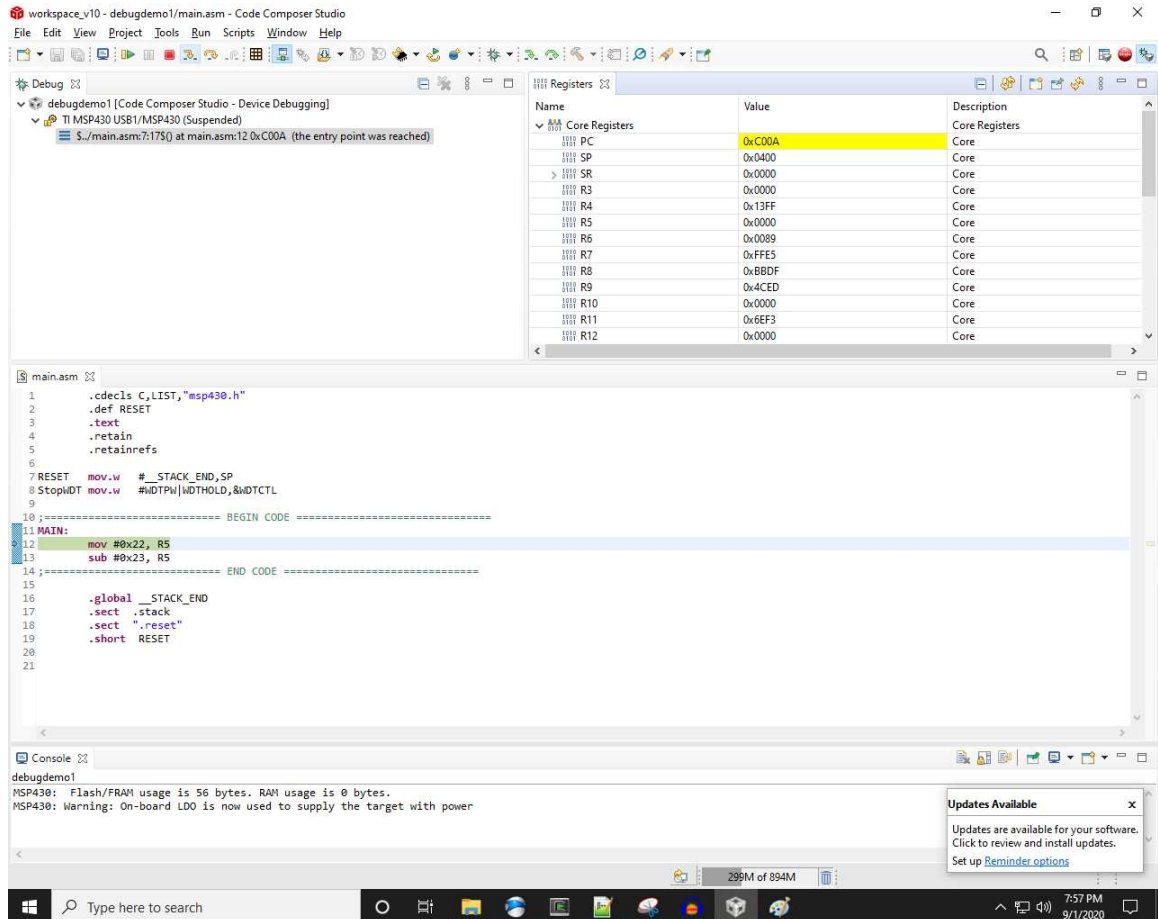 workspace_v10 - debugdemo1/main.asm - Code Composer Studio
File Edit View Project Tools Run Scripts Window Help
Debug
debugdemo1 [Code Composer Studio - Device Debugging]
TI MSP430 USB1/MSP430 (Suspended)
$../main.asm:7:17$() at main.asm:12 0xC00A (the entry point was reached)
Registers
Name Value Description
Core Registers Core Registers
PC 0xC00A Core
SP 0x0400 Core
SR 0x0000 Core
R3 0x0000 Core
R4 0x13FF Core
R5 0x0000 Core
R6 0x0089 Core
R7 0xFFE5 Core
R8 0xBBDF Core
R9 0x4CED Core
R10 0x0000 Core
R11 0x6EF3 Core
R12 0x0000 Core
main.asm
1 .cdecls C,LIST,"msp430.h"
2 .def RESET
3 .text
4 .retain
5 .retainrefs
6
7 RESET mov.w #__STACK_END,SP
8 StopWDT mov.w #WDTPW|WDTHOLD,&WDTCTL
9
10 ;============================ BEGIN CODE ===============================
11 MAIN:
12 mov #0x22, R5
13 sub #0x23, R5
14 ;============================ END CODE ===============================
15
16 .global __STACK_END
17 .sect .stack
18 .sect ".reset"
19 .short RESET
20
21
Console
debugdemo1
MSP430: Flash/FRAM usage is 56 bytes. RAM usage is 0 bytes.
MSP430: Warning: On-board LDO is now used to supply the target with power
Updates Available x
Updates are available for your software.
Click to review and install updates.
Set up Reminder options
299M of 894M
Type here to search
7:57 PM
9/1/2020